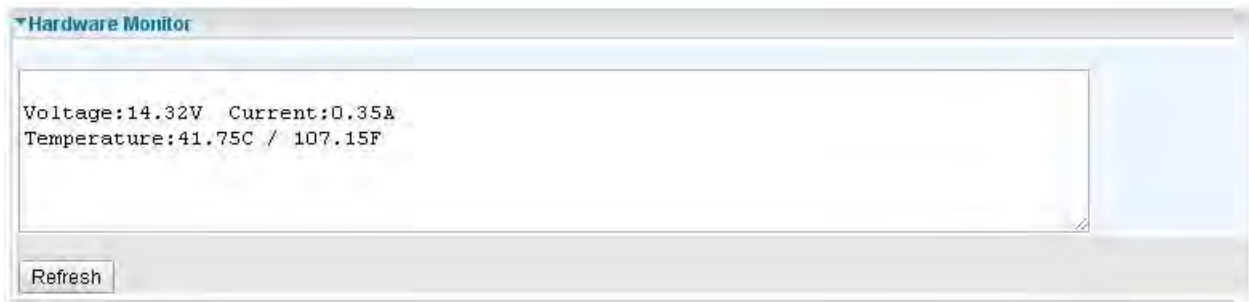 Hardware Monitor
Voltage:14.32V  Current:0.35A
Temperature:41.75C / 107.15F
Refresh